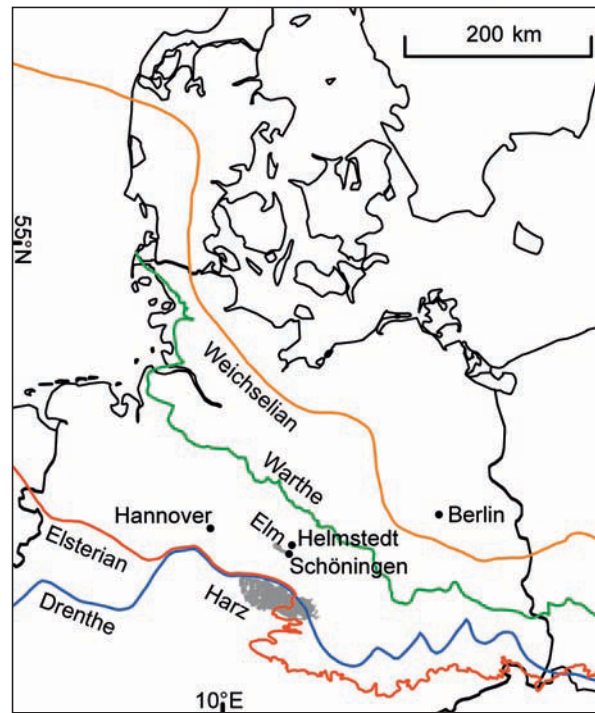 200 km
55°N
Weichselian
Warthe
Hannover
Berlin
Elm
Helmstedt
Schöningen
Elsterian
Drenthe
Harz
10°E